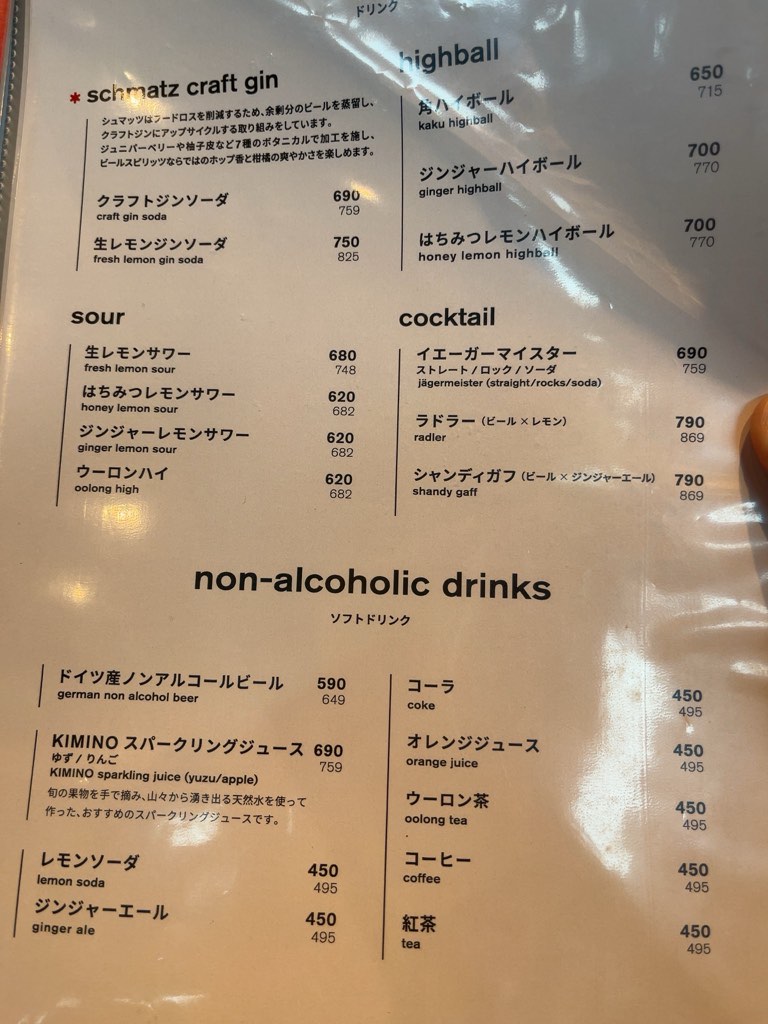 ドリンク
* schmatz craft gin
シュマッツはフードロスを削減するため、余剰分のビールを蒸留し、
クラフトジンにアップサイクルする取り組みをしています。
ジュニパーベリーや柚子皮など7種のボタニカルで加工を施し、
ビールスピリッツならではのホップ香と柑橘の爽やかさを楽しめます。
クラフトジンソーダ 690
craft gin soda 759
生レモンジンソーダ 750
fresh lemon gin soda 825
highball
角ハイボール 650
kaku highball 715
ジンジャーハイボール 700
ginger highball 770
はちみつレモンハイボール 700
honey lemon highball 770
sour
生レモンサワー 680
fresh lemon sour 748
はちみつレモンサワー 620
honey lemon sour 682
ジンジャーレモンサワー 620
ginger lemon sour 682
ウーロンハイ 620
oolong high 682
cocktail
イエーガーマイスター 690
ストレート / ロック / ソーダ 759
jägermeister (straight/rocks/soda)
ラドラー (ビール × レモン) 790
radler 869
シャンディガフ (ビール × ジンジャーエール) 790
shandy gaff 869
non-alcoholic drinks
ソフトドリンク
ドイツ産ノンアルコールビール 590
german non alcohol beer 649
KIMINO スパークリングジュース 690
ゆず / りんご 759
KIMINO sparkling juice (yuzu/apple)
旬の果物を手で摘み、山々から湧き出る天然水を使って
作った、おすすめのスパークリングジュースです。
レモンソーダ 450
lemon soda 495
ジンジャーエール 450
ginger ale 495
コーラ 450
coke 495
オレンジジュース 450
orange juice 495
ウーロン茶 450
oolong tea 495
コーヒー 450
coffee 495
紅茶 450
tea 495